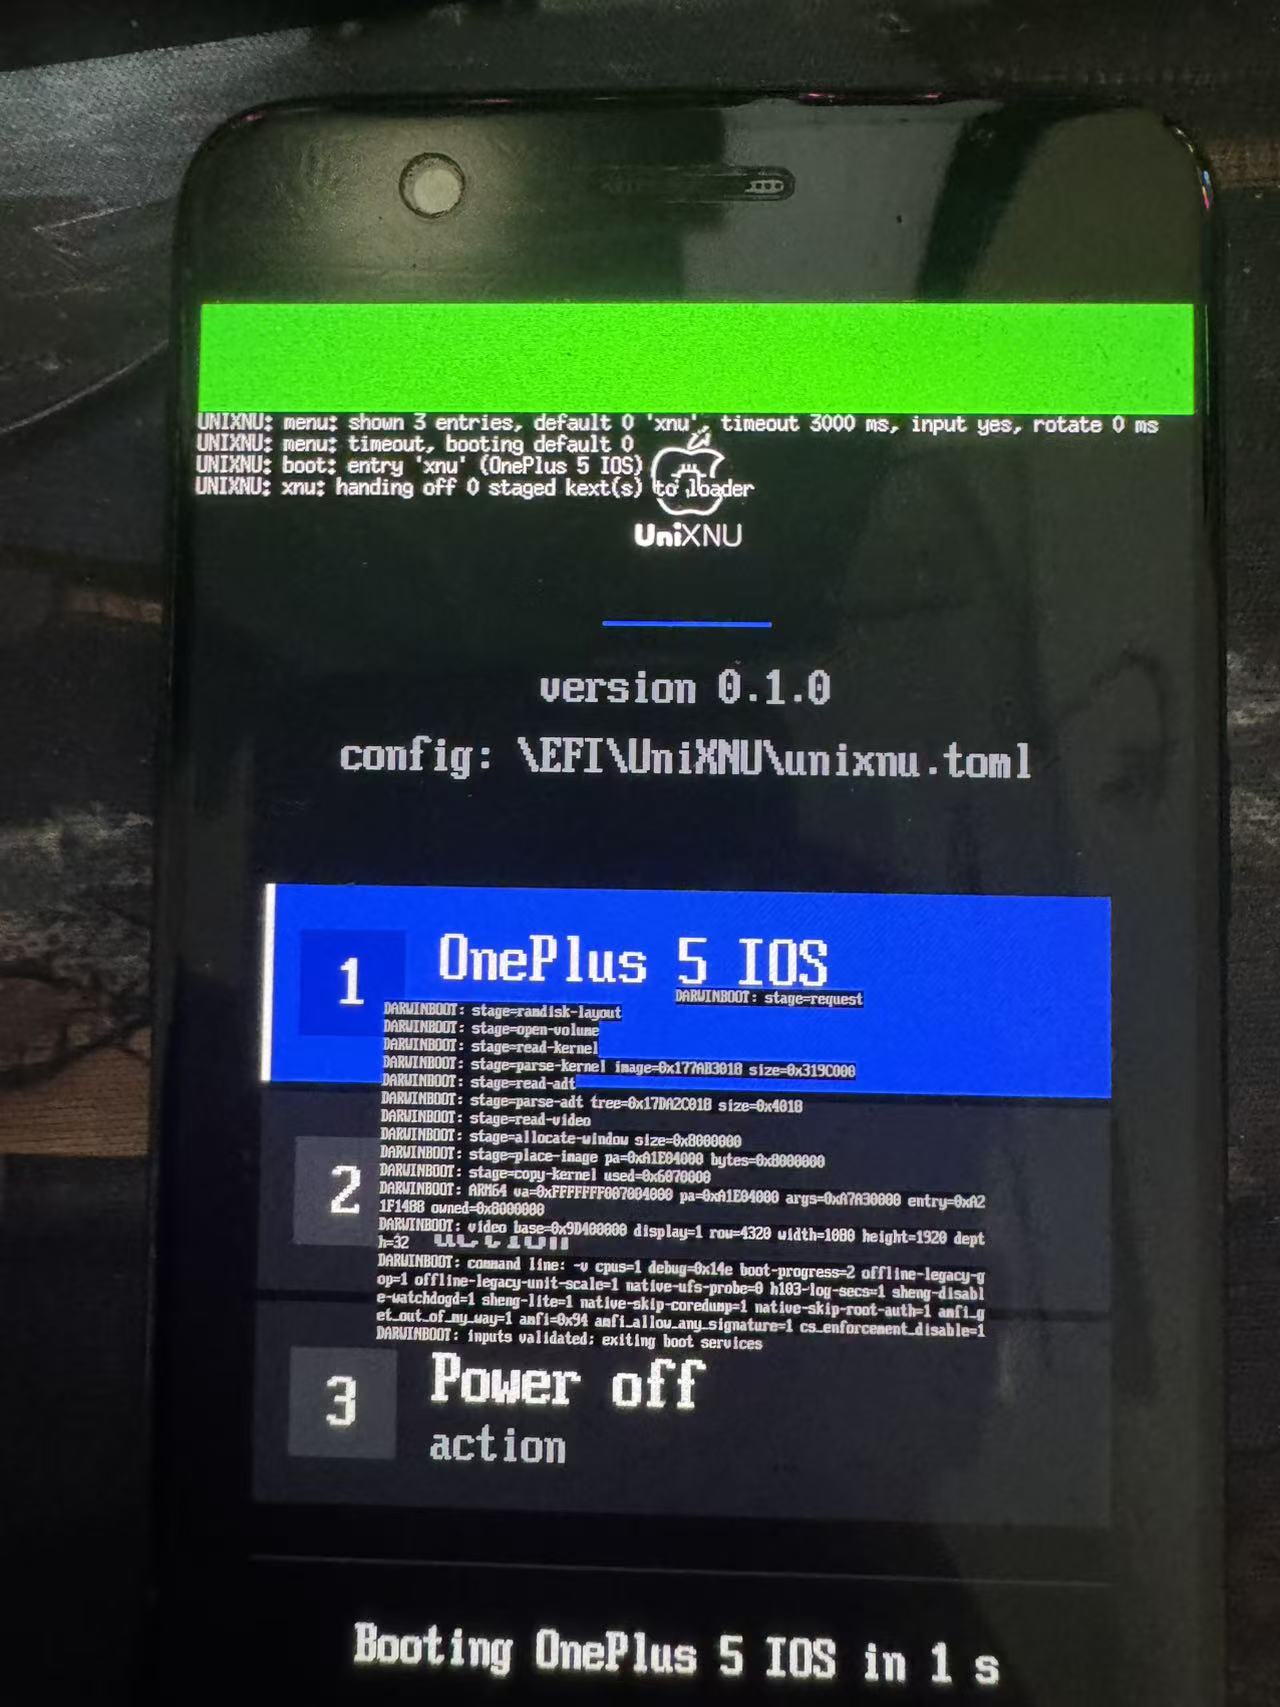 UNIXNU: menu: shown 3 entries, default 0 'xnu', timeout 3000 ms, input yes, rotate 0 ms
UNIXNU: menu: timeout, booting default 0
UNIXNU: boot: entry 'xnu' (OnePlus 5 IOS)
UNIXNU: xnu: handing off 0 staged kext(s) to loader
UniXNU
version 0.1.0
config: \EFI\UniXNU\unixnu.toml
1
OnePlus 5 IOS
DARWINBOOT: stage=request
DARWINBOOT: stage=ramdisk-layout
DARWINBOOT: stage=open-volume
DARWINBOOT: stage=read-kernel
DARWINBOOT: stage=parse-kernel image=0x177AB3018 size=0x319C000
DARWINBOOT: stage=read-adt
DARWINBOOT: stage=parse-adt tree=0x17DA2C018 size=0x4018
DARWINBOOT: stage=read-video
DARWINBOOT: stage=allocate-window size=0x8000000
DARWINBOOT: stage=place-image pa=0xA1E04000 bytes=0x8000000
DARWINBOOT: stage=copy-kernel used=0x6070000
2
DARWINBOOT: ARM64 va=0xFFFFFFF007004000 pa=0xA1E04000 args=0xA7A30000 entry=0xA2
1F1488 owned=0x8000000
DARWINBOOT: video base=0x9D400000 display=1 row=4320 width=1080 height=1920 dept
h=32
DARWINBOOT: command line: -v cpus=1 debug=0x14e boot-progress=2 offline-legacy-g
op=1 offline-legacy-unit-scale=1 native-ufs-probe=0 h103-log-secs=1 sheng-disabl
e-watchdogd=1 sheng-lite=1 native-skip-coredump=1 native-skip-root-auth=1 amfi_g
et_out_of_my_way=1 amfi=0x94 amfi_allow_any_signature=1 cs_enforcement_disable=1
DARWINBOOT: inputs validated; exiting boot services
3
Power off
action
Booting OnePlus 5 IOS in 1 s